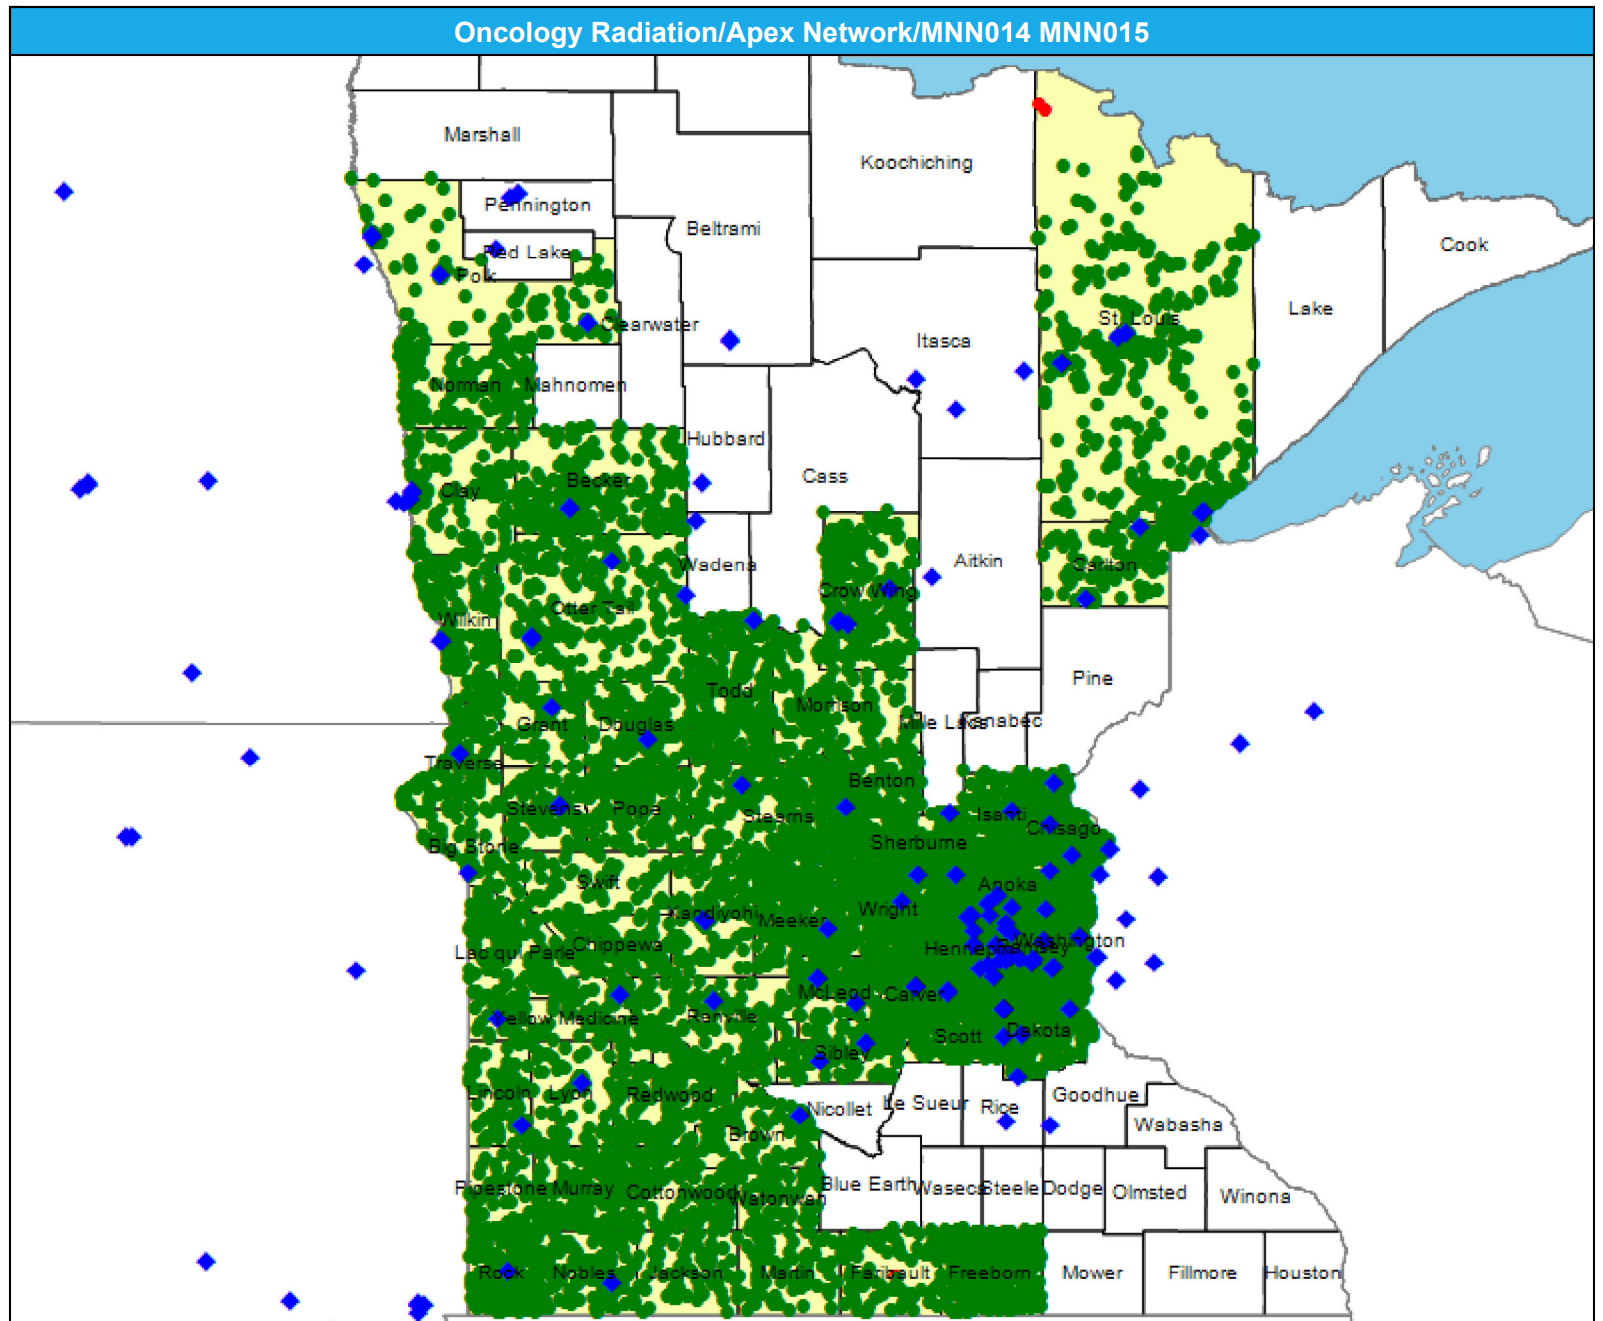 Oncology Radiation/Apex Network/MNN014 MNN015
Marshall
Koochiching
Pennington
Beltrami
Red Lake
Cook
Polk
Lake
St. Louis
Clearwater
Itasca
Norman
Mahnomen
Hubbard
Cass
Becker
Clay
Aitkin
Wadena
Carlton
Crow Wing
Otter Tail
Wilkin
Pine
Todd
Morrison
Mille Lacs
Kanabec
Grant
Douglas
Traverse
Benton
Stevens
Pope
Stearns
Isanti
Chisago
Sherburne
Big Stone
Swift
Anoka
Wright
Kandiyohi
Meeker
Washington
Hennepin
Ramsey
Chippewa
Lac qui Parle
McLeod
Carver
Yellow Medicine
Renville
Dakota
Scott
Sibley
Lincoln
Lyon
Redwood
Goodhue
Le Sueur
Rice
Nicollet
Wabasha
Brown
Blue Earth
Waseca
Steele
Dodge
Olmsted
Winona
Pipestone
Murray
Cottonwood
Watonwan
Rock
Nobles
Jackson
Martin
Faribault
Freeborn
Mower
Fillmore
Houston